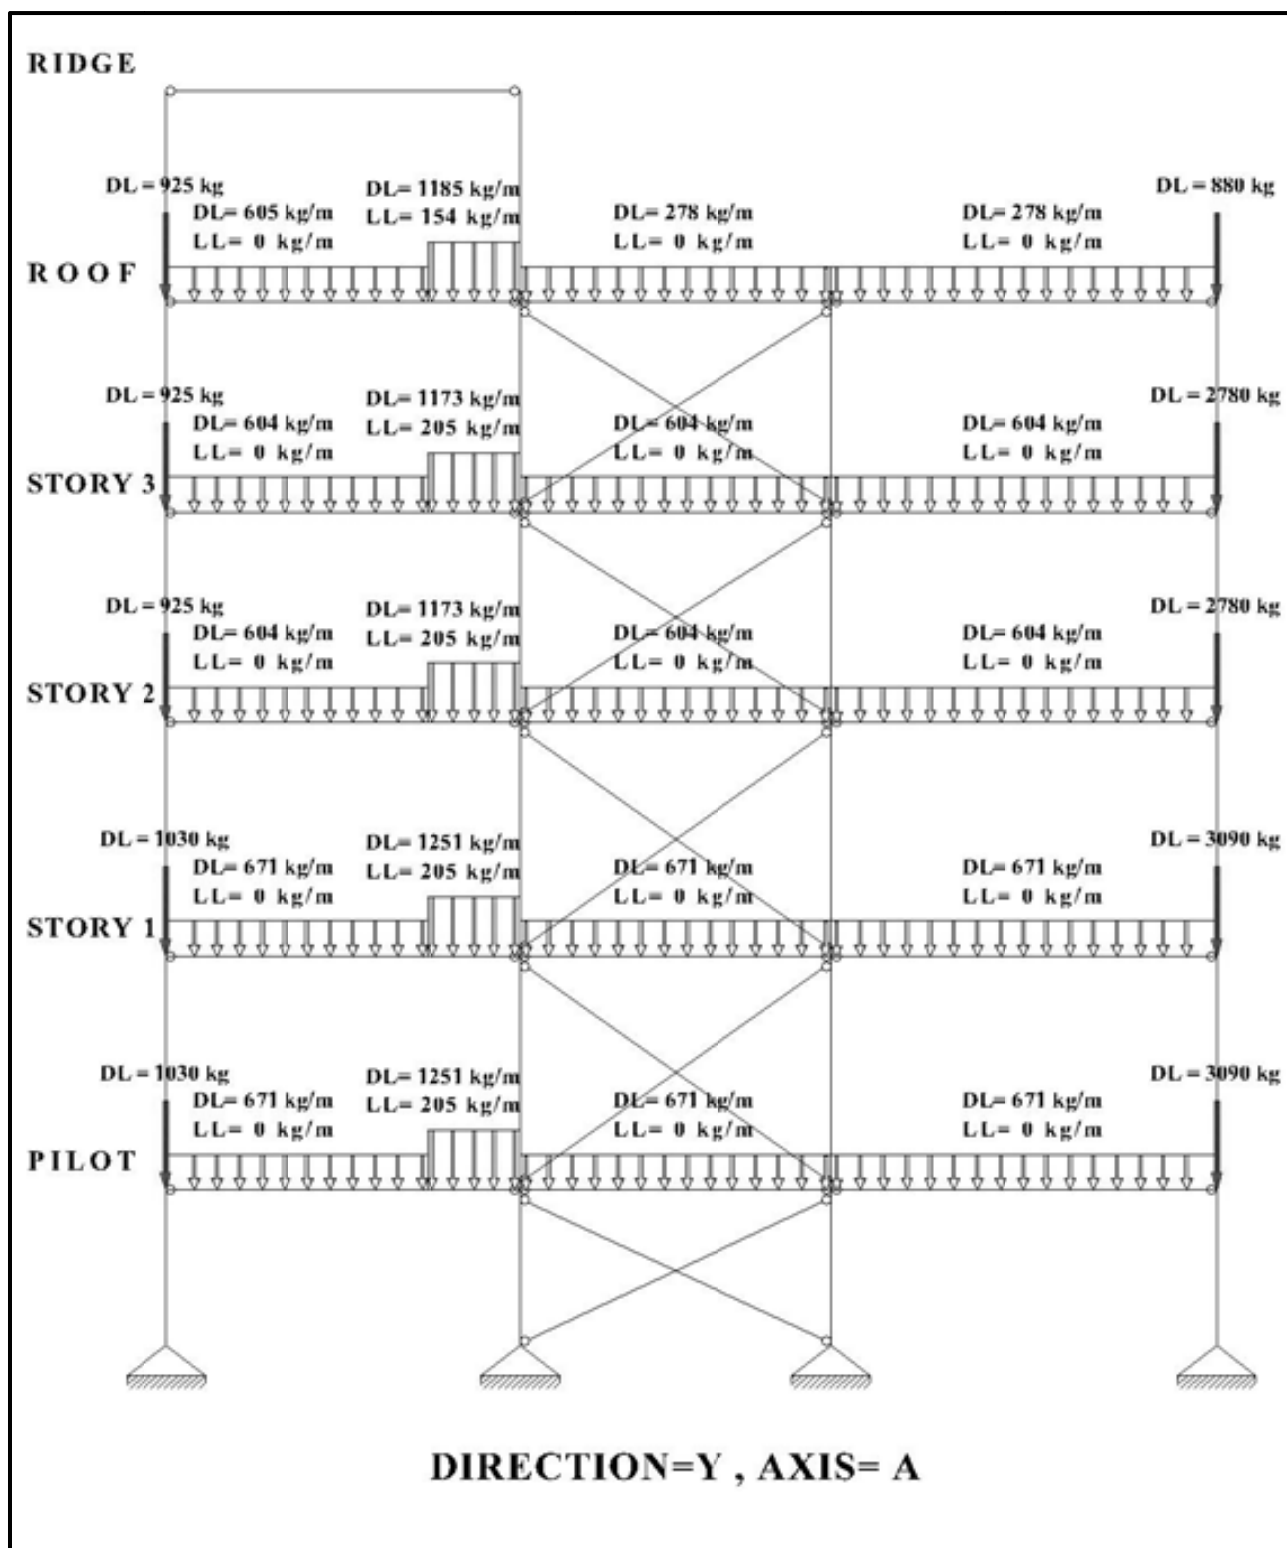 RIDGE
DL = 925 kg
DL= 1185 kg/m
DL = 880 kg
DL= 605 kg/m
LL= 154 kg/m
DL= 278 kg/m
DL= 278 kg/m
LL= 0 kg/m
LL= 0 kg/m
LL= 0 kg/m
ROOF
DL = 925 kg
DL= 1173 kg/m
DL = 2780 kg
DL= 604 kg/m
LL= 205 kg/m
DL= 604 kg/m
DL= 604 kg/m
LL= 0 kg/m
LL= 0 kg/m
LL= 0 kg/m
STORY 3
DL = 925 kg
DL= 1173 kg/m
DL = 2780 kg
DL= 604 kg/m
LL= 205 kg/m
DL= 604 kg/m
DL= 604 kg/m
LL= 0 kg/m
LL= 0 kg/m
LL= 0 kg/m
STORY 2
DL = 1030 kg
DL= 1251 kg/m
DL = 3090 kg
DL= 671 kg/m
LL= 205 kg/m
DL= 671 kg/m
DL= 671 kg/m
LL= 0 kg/m
LL= 0 kg/m
LL= 0 kg/m
STORY 1
DL = 1030 kg
DL= 1251 kg/m
DL = 3090 kg
DL= 671 kg/m
LL= 205 kg/m
DL= 671 kg/m
DL= 671 kg/m
LL= 0 kg/m
LL= 0 kg/m
LL= 0 kg/m
PILOT
DIRECTION=Y , AXIS= A